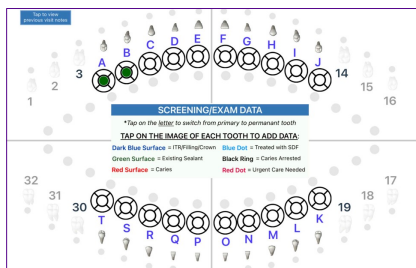 Tap to view
previous visit notes
A B C D E F G H I J
3 14
2 15
1 16
SCREENING/EXAM DATA
*Tap on the letter to switch from primary to permanant tooth
TAP ON THE IMAGE OF EACH TOOTH TO ADD DATA:
Dark Blue Surface = ITR/Filling/Crown Blue Dot = Treated with SDF
Green Surface = Existing Sealant Black Ring = Caries Arrested
Red Surface = Caries Red Dot = Urgent Care Needed
32 17
31 18
30 19
T S R Q P O N M L K